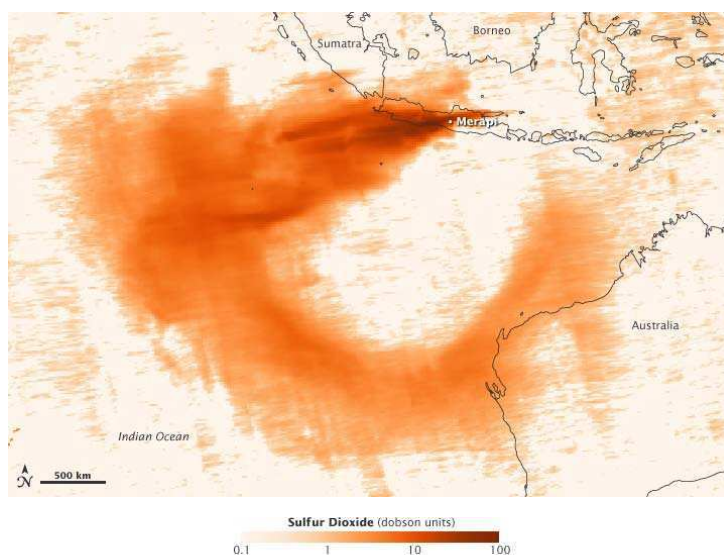 Borneo
Sumatra
Merapi
Australia
Indian Ocean
N
500 km
Sulfur Dioxide (dobson units)
0.1 1 10 100